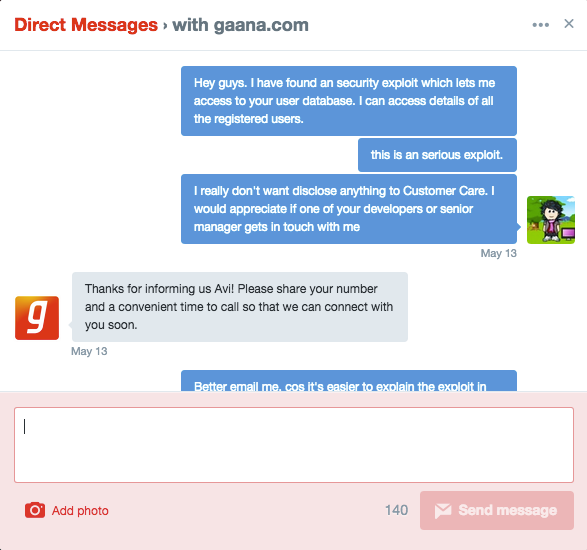 Direct Messages › with gaana.com
Hey guys. I have found an security exploit which lets me
access to your user database. I can access details of all
the registered users.
this is an serious exploit.
I really don't want disclose anything to Customer Care. I
would appreciate if one of your developers or senior
manager gets in touch with me
May 13
g
Thanks for informing us Avi! Please share your number
and a convenient time to call so that we can connect with
you soon.
May 13
Better email me, cos it's easier to explain the exploit in
Add photo
140
Send message